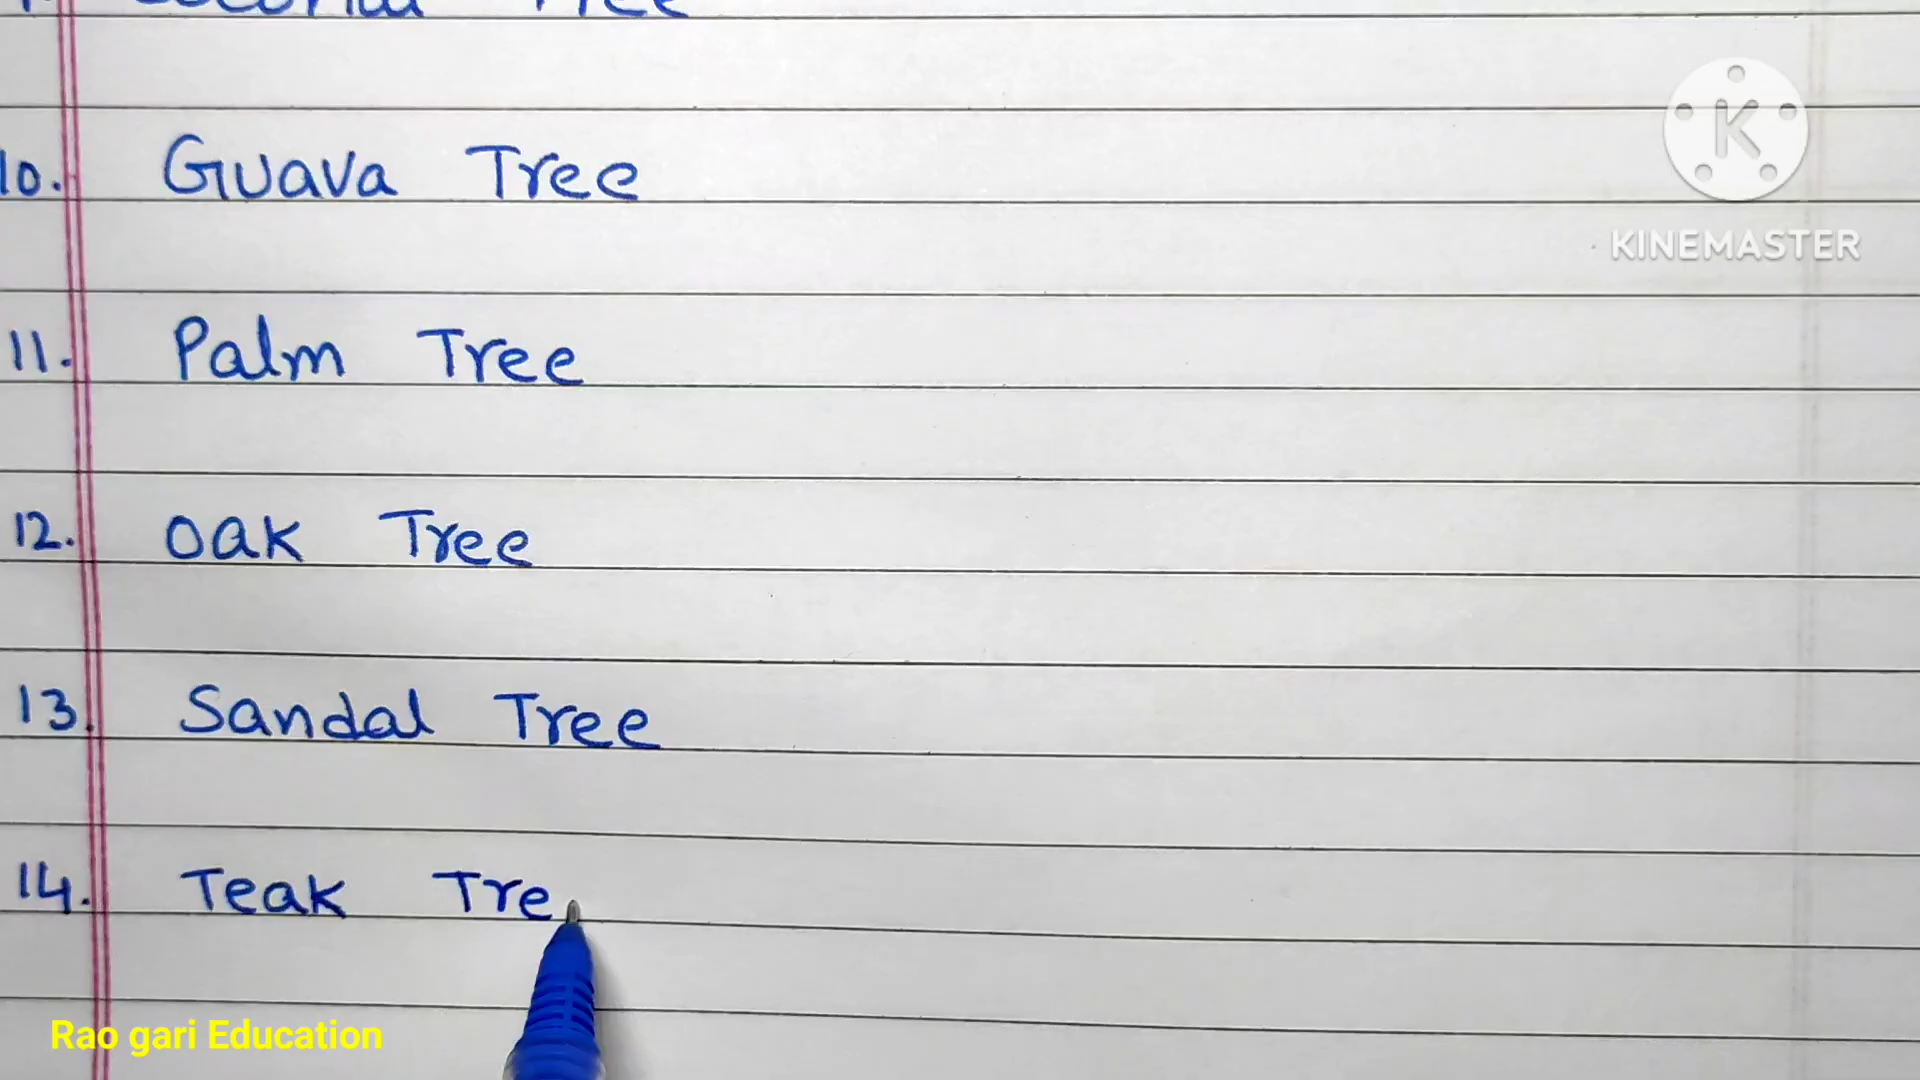 Tree
10. Guava Tree
11. Palm Tree
12. Oak Tree
13. Sandal Tree
14. Teak Tre
K
KINEMASTER
Rao gari Education